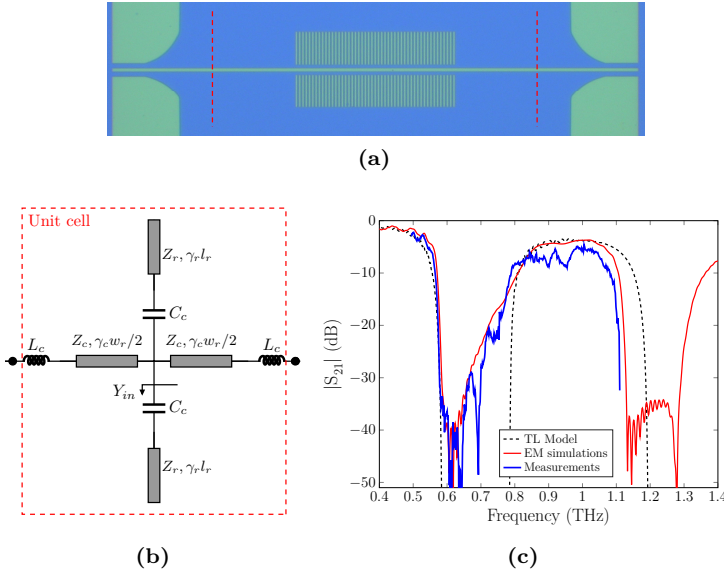 (a)
Unit cell
Z_r, γ_r l_r
C_c
L_c
Z_c, γ_c w_r/2
Z_c, γ_c w_r/2
L_c
Y_in
C_c
Z_r, γ_r l_r
(b)
0
−10
−20
−30
−40
−50
|S_21| (dB)
TL Model
EM simulations
Measurements
0.4 0.5 0.6 0.7 0.8 0.9 1 1.1 1.2 1.3 1.4
Frequency (THz)
(c)